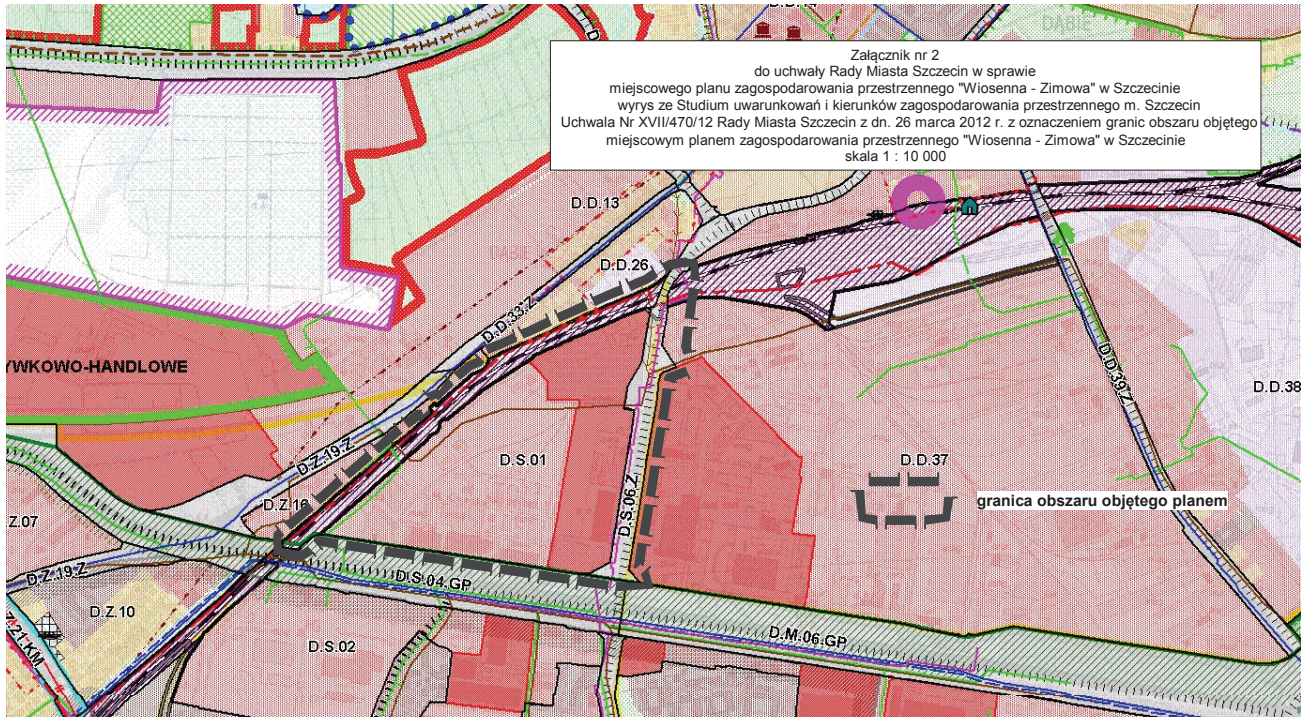 DĄBIE
Załącznik nr 2
do uchwały Rady Miasta Szczecin w sprawie
miejscowego planu zagospodarowania przestrzennego "Wiosenna - Zimowa" w Szczecinie
wyrys ze Studium uwarunkowań i kierunków zagospodarowania przestrzennego m. Szczecin
Uchwala Nr XVII/470/12 Rady Miasta Szczecin z dn. 26 marca 2012 r. z oznaczeniem granic obszaru objętego
miejscowym planem zagospodarowania przestrzennego "Wiosenna - Zimowa" w Szczecinie
skala 1 : 10 000
D.D.13
DĄBIE
D.D.26
D.D.33.Z
YWKOWO-HANDLOWE
D.D.39.Z
D.D.38
D.Z.19.Z
D.S.01
D.D.37
D.Z.16
D.S.06.Z
granica obszaru objętego planem
Z.07
D.Z.19.Z
D.S.04.GP
D.Z.10
D.M.06.GP
Z.21.KM
D.S.02